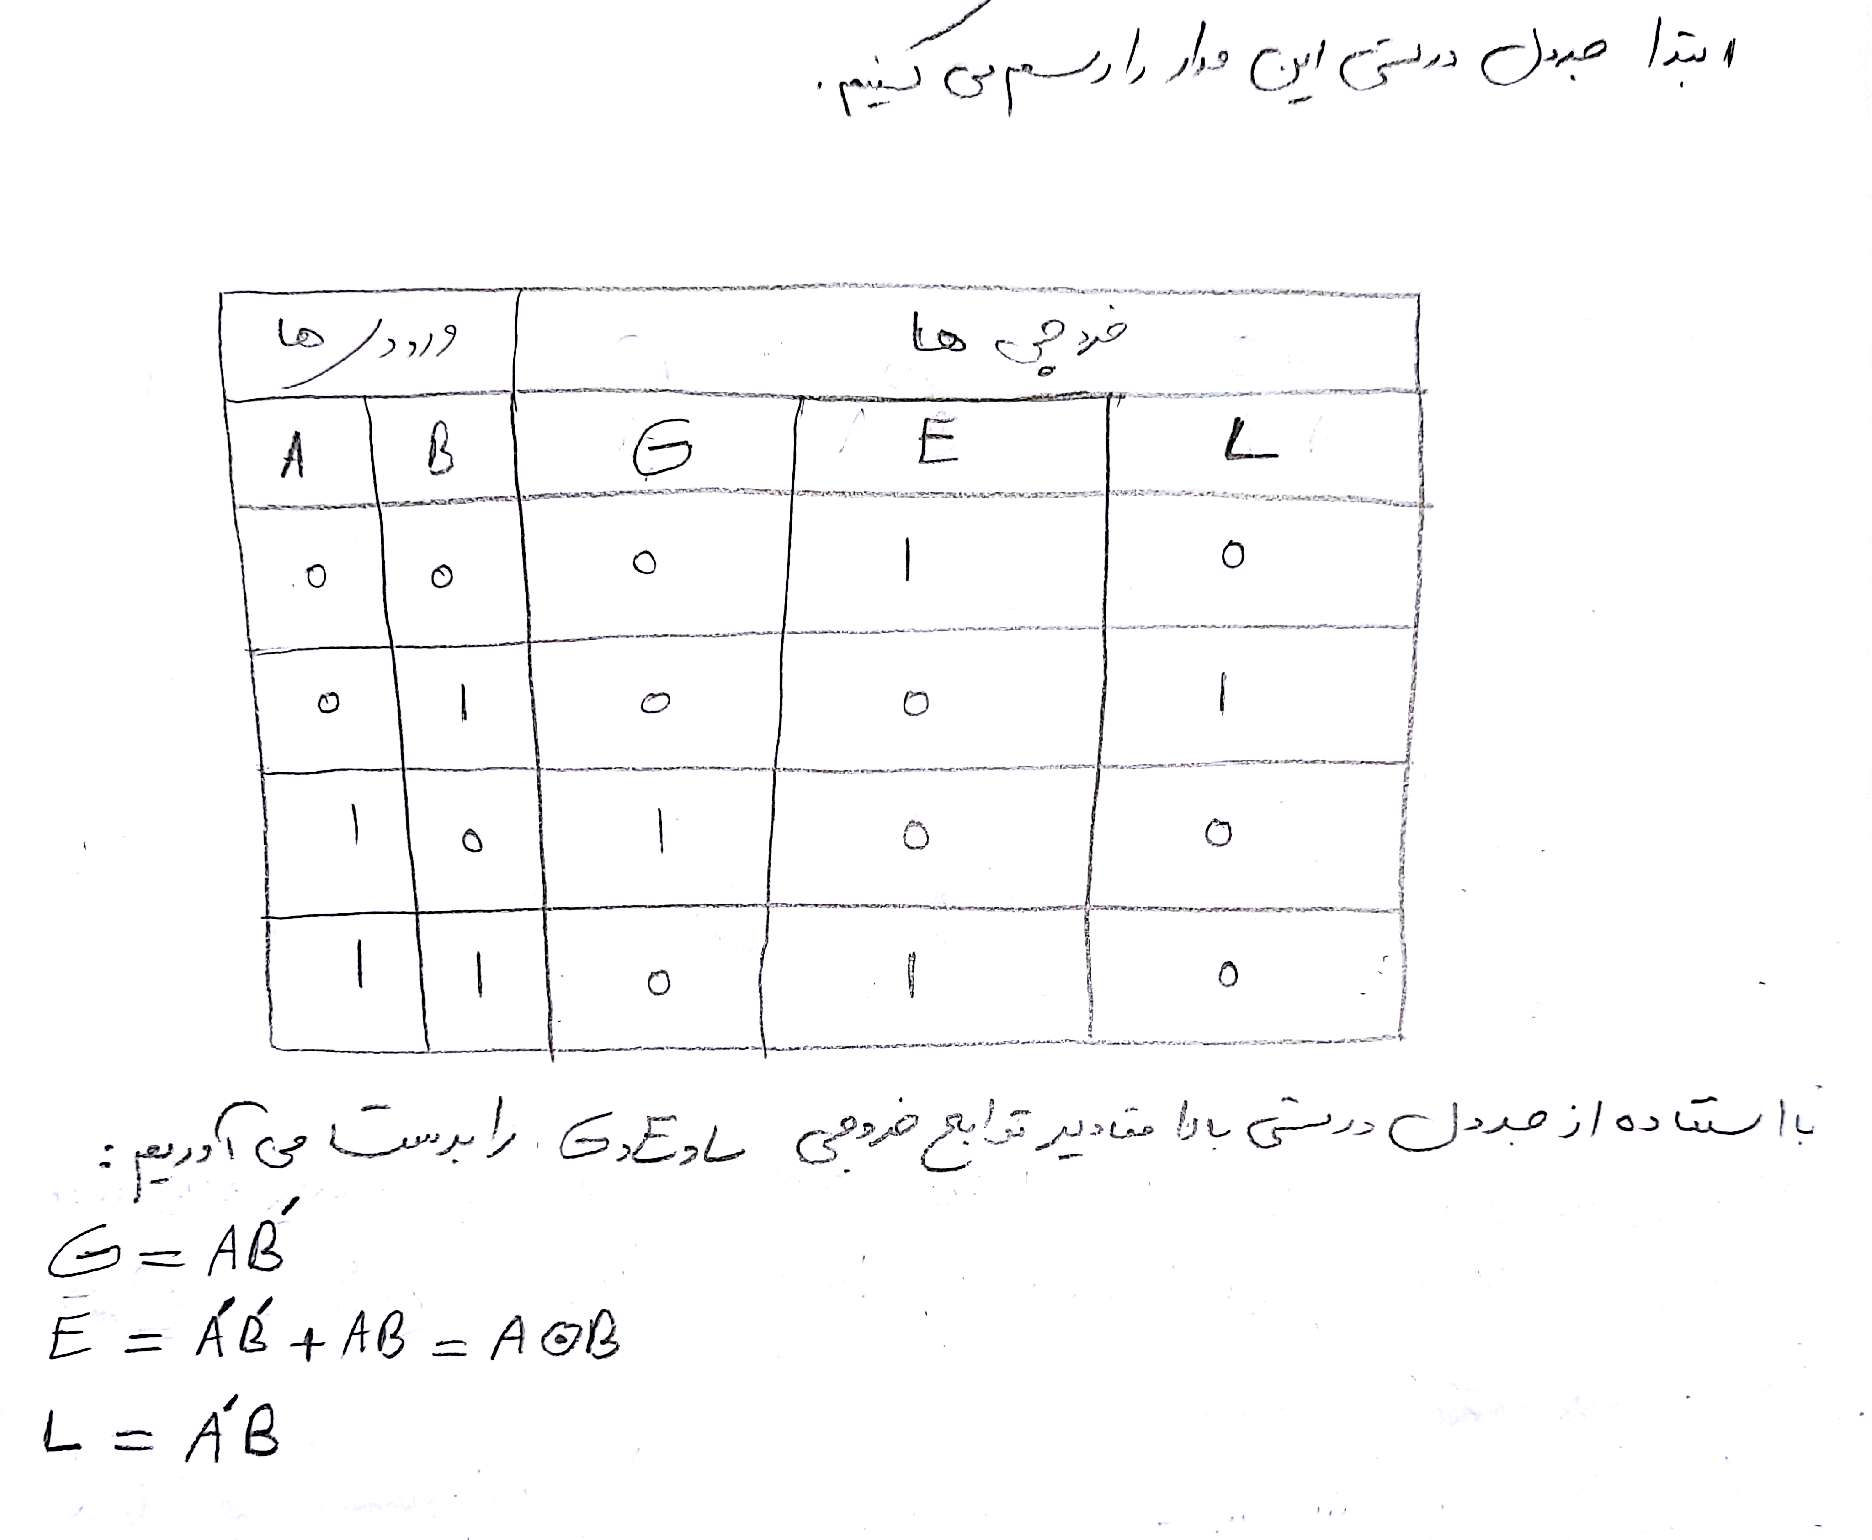 ابتدا جدول درستی این مدار را رسم می کنیم.
ورودی ها خروجی ها
A B G E L
0 0 0 1 0
0 1 0 0 1
1 0 1 0 0
1 1 0 1 0
با استفاده از جدول درستی بالا مقادیر توابع خروجی L و E و G را بدست می آوریم:
G = AB'
E = A'B' + AB = A⊙B
L = A'B